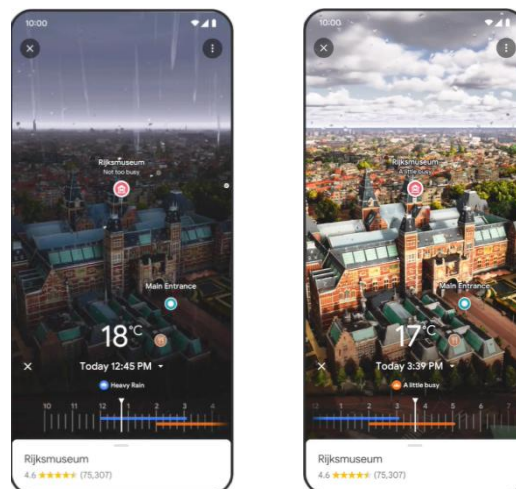 10:00
Rijksmuseum
Not too busy
Main Entrance
18°C
Today 12:45 PM
Heavy Rain
10 11 12 1 2 3 4
Rijksmuseum
4.6 (75,307)
10:00
Rijksmuseum
A little busy
Main Entrance
17°C
Today 3:39 PM
A little busy
12 1 2 3 4 5 6 7
Rijksmuseum
4.6 (75,307)